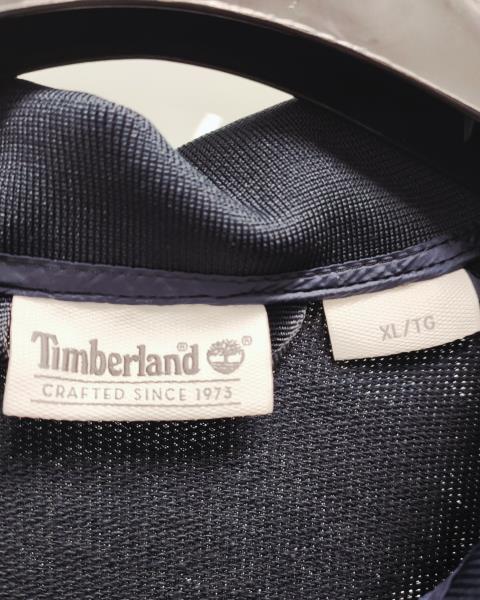 Timberland®
CRAFTED SINCE 1973
XL/TG